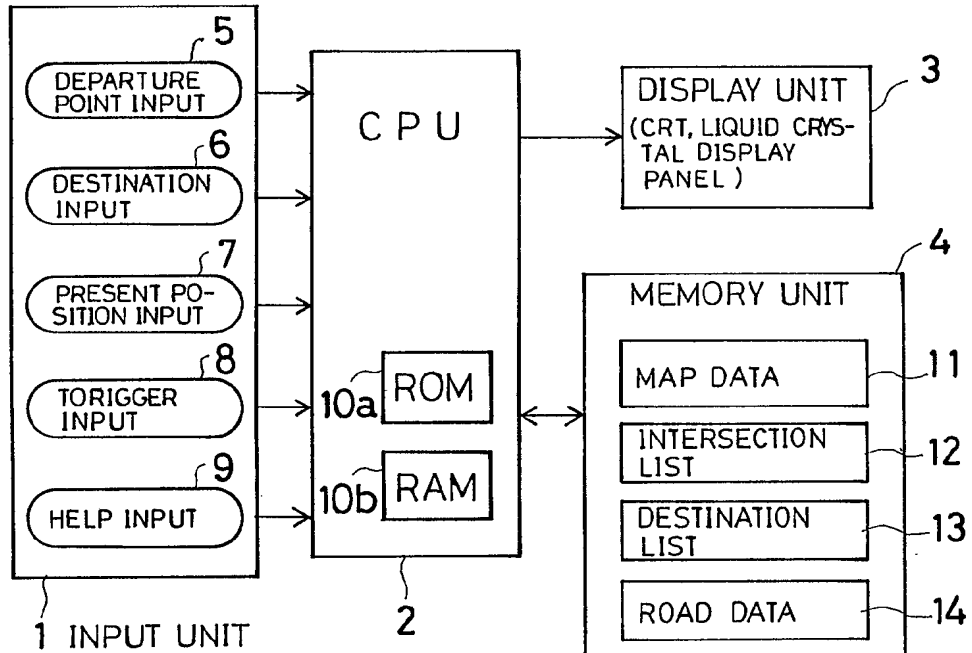 5
DEPARTURE
POINT INPUT
6
DESTINATION
INPUT
7
PRESENT PO-
SITION INPUT
8
TORIGGER
INPUT
9
HELP INPUT
1 INPUT UNIT
CPU
10a
ROM
10b
RAM
2
DISPLAY UNIT
(CRT, LIQUID CRYS-
TAL DISPLAY
PANEL)
3
4
MEMORY UNIT
MAP DATA
11
INTERSECTION
LIST
12
DESTINATION
LIST
13
ROAD DATA
14